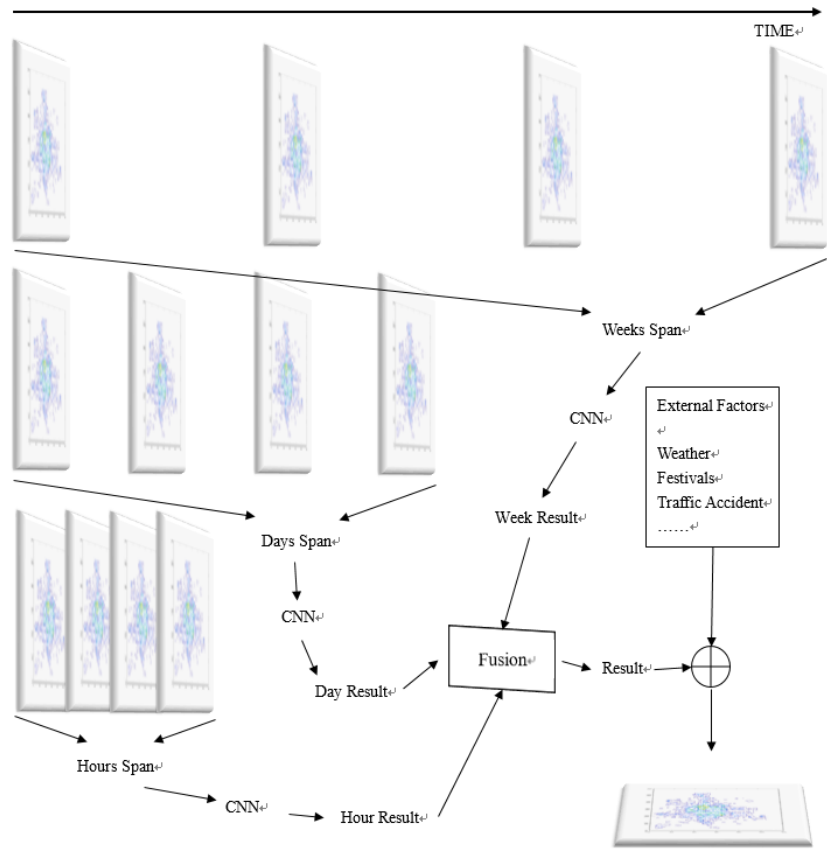 TIME
Weeks Span
External Factors
Weather
Festivals
Traffic Accident
......
CNN
Week Result
Days Span
CNN
Day Result
Fusion
Result
Hours Span
CNN
Hour Result